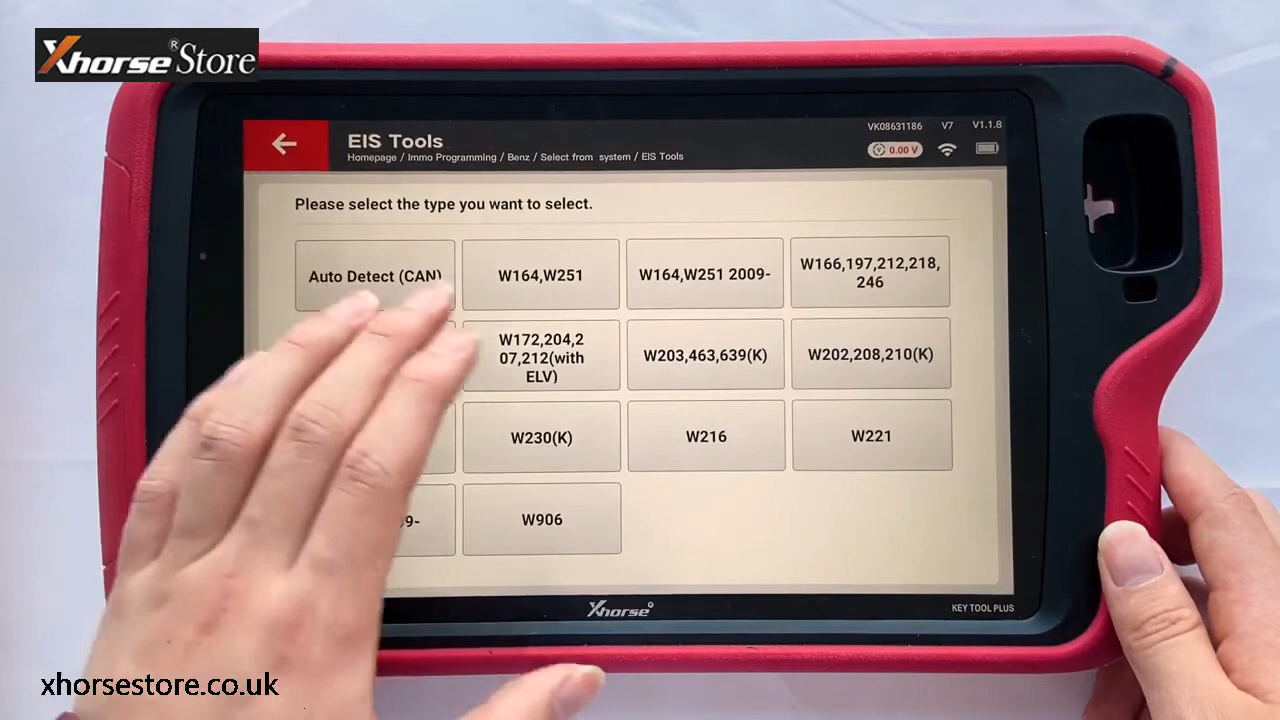 Xhorse® Store
EIS Tools
Homepage / Immo Programming / Benz / Select from system / EIS Tools
VK08631186 V7 V1.1.8
0.00 V
Please select the type you want to select.
Auto Detect (CAN)
W164,W251
W164,W251 2009-
W166,197,212,218,
246
W172,204,2
07,212(with
ELV)
W203,463,639(K)
W202,208,210(K)
W230(K)
W216
W221
09-
W906
Xhorse®
KEY TOOL PLUS
xhorsestore.co.uk